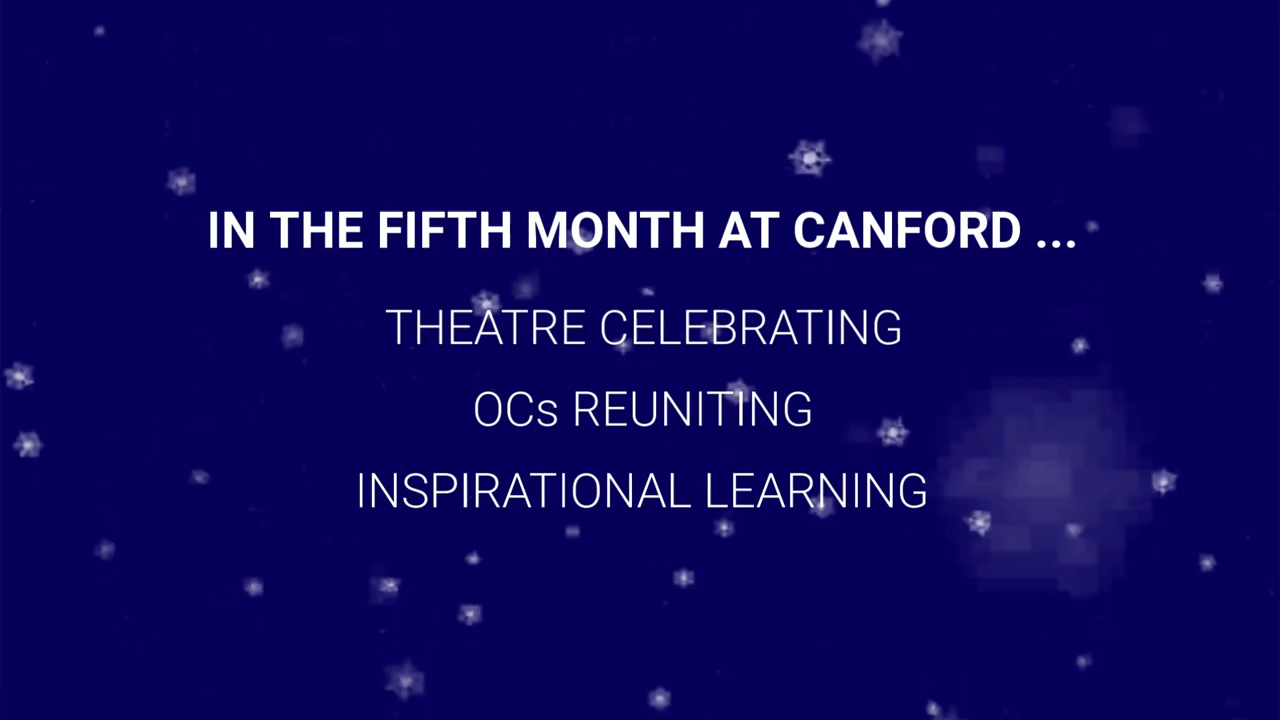 IN THE FIFTH MONTH AT CANFORD ...
THEATRE CELEBRATING
OCs REUNITING
INSPIRATIONAL LEARNING